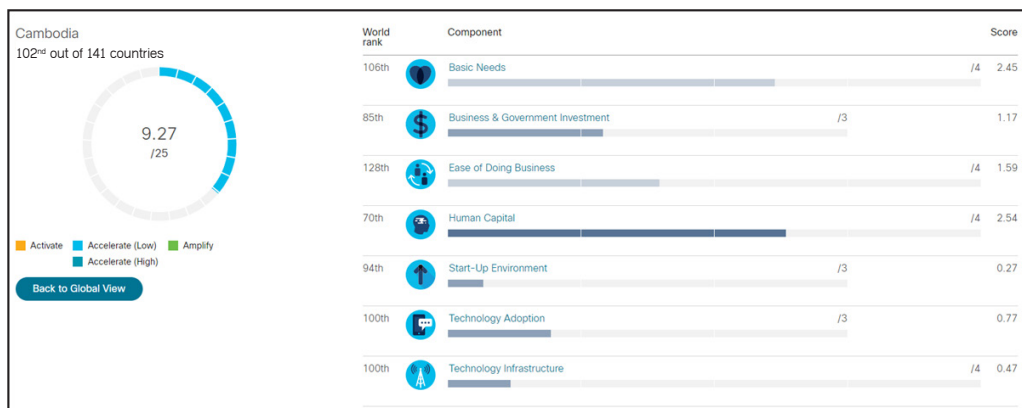 Cambodia
102nd out of 141 countries
9.27
/25
Activate Accelerate (Low) Amplify
Accelerate (High)
Back to Global View
World rank Component Score
106th Basic Needs /4 2.45
85th Business & Government Investment /3 1.17
128th Ease of Doing Business /4 1.59
70th Human Capital /4 2.54
94th Start-Up Environment /3 0.27
100th Technology Adoption /3 0.77
100th Technology Infrastructure /4 0.47